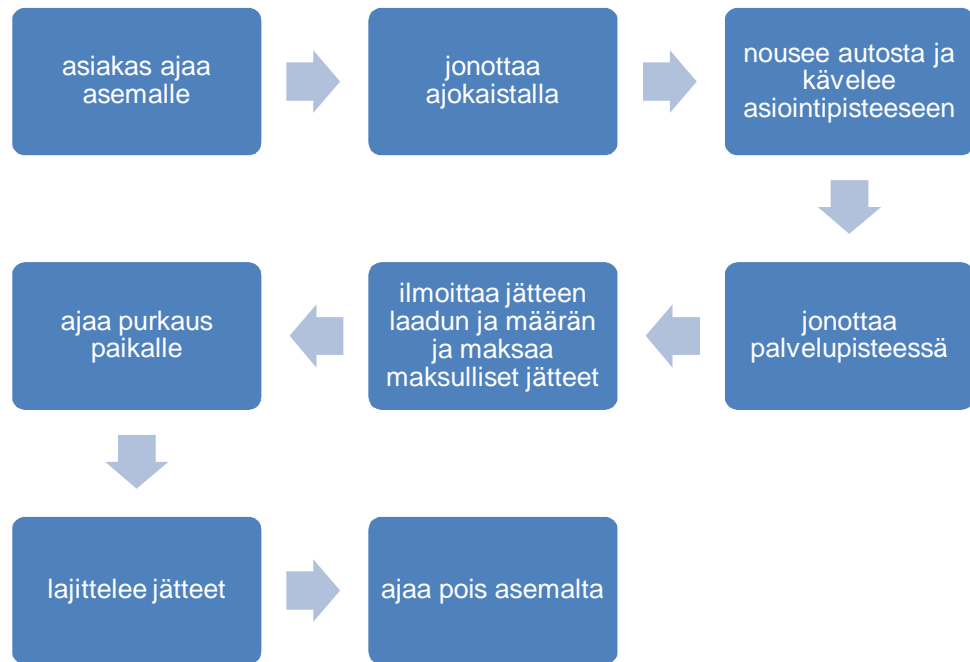 asiakas ajaa
asemalle
jonottaa
ajokaistalla
nousee autosta ja
kävelee
asiointipisteeseen
jonottaa
palvelupisteessä
ilmoittaa jätteen
laadun ja määrän
ja maksaa
maksulliset jätteet
ajaa purkaus
paikalle
lajittelee jätteet
ajaa pois asemalta